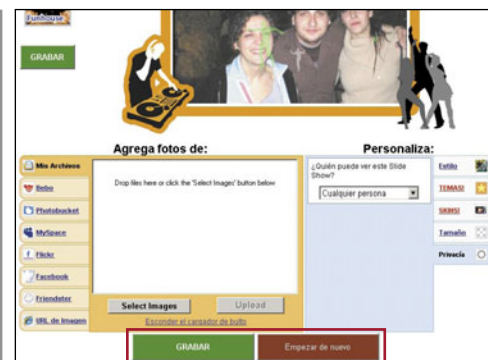 Funhouse
GRABAR
Agrega fotos de:
Personaliza:
Mis Archivos
Bebo
Photobucket
MySpace
Flickr
Facebook
Friendster
URL de Imagen
Drop files here or click the 'Select Images' button below
Select Images
Upload
Esconder el cargador de bulto
¿Quién puede ver este Slide
Show?
Cualquier persona
Estilo
TEMAS!
SKINS!
Tamaño
Privacía
GRABAR
Empezar de nuevo